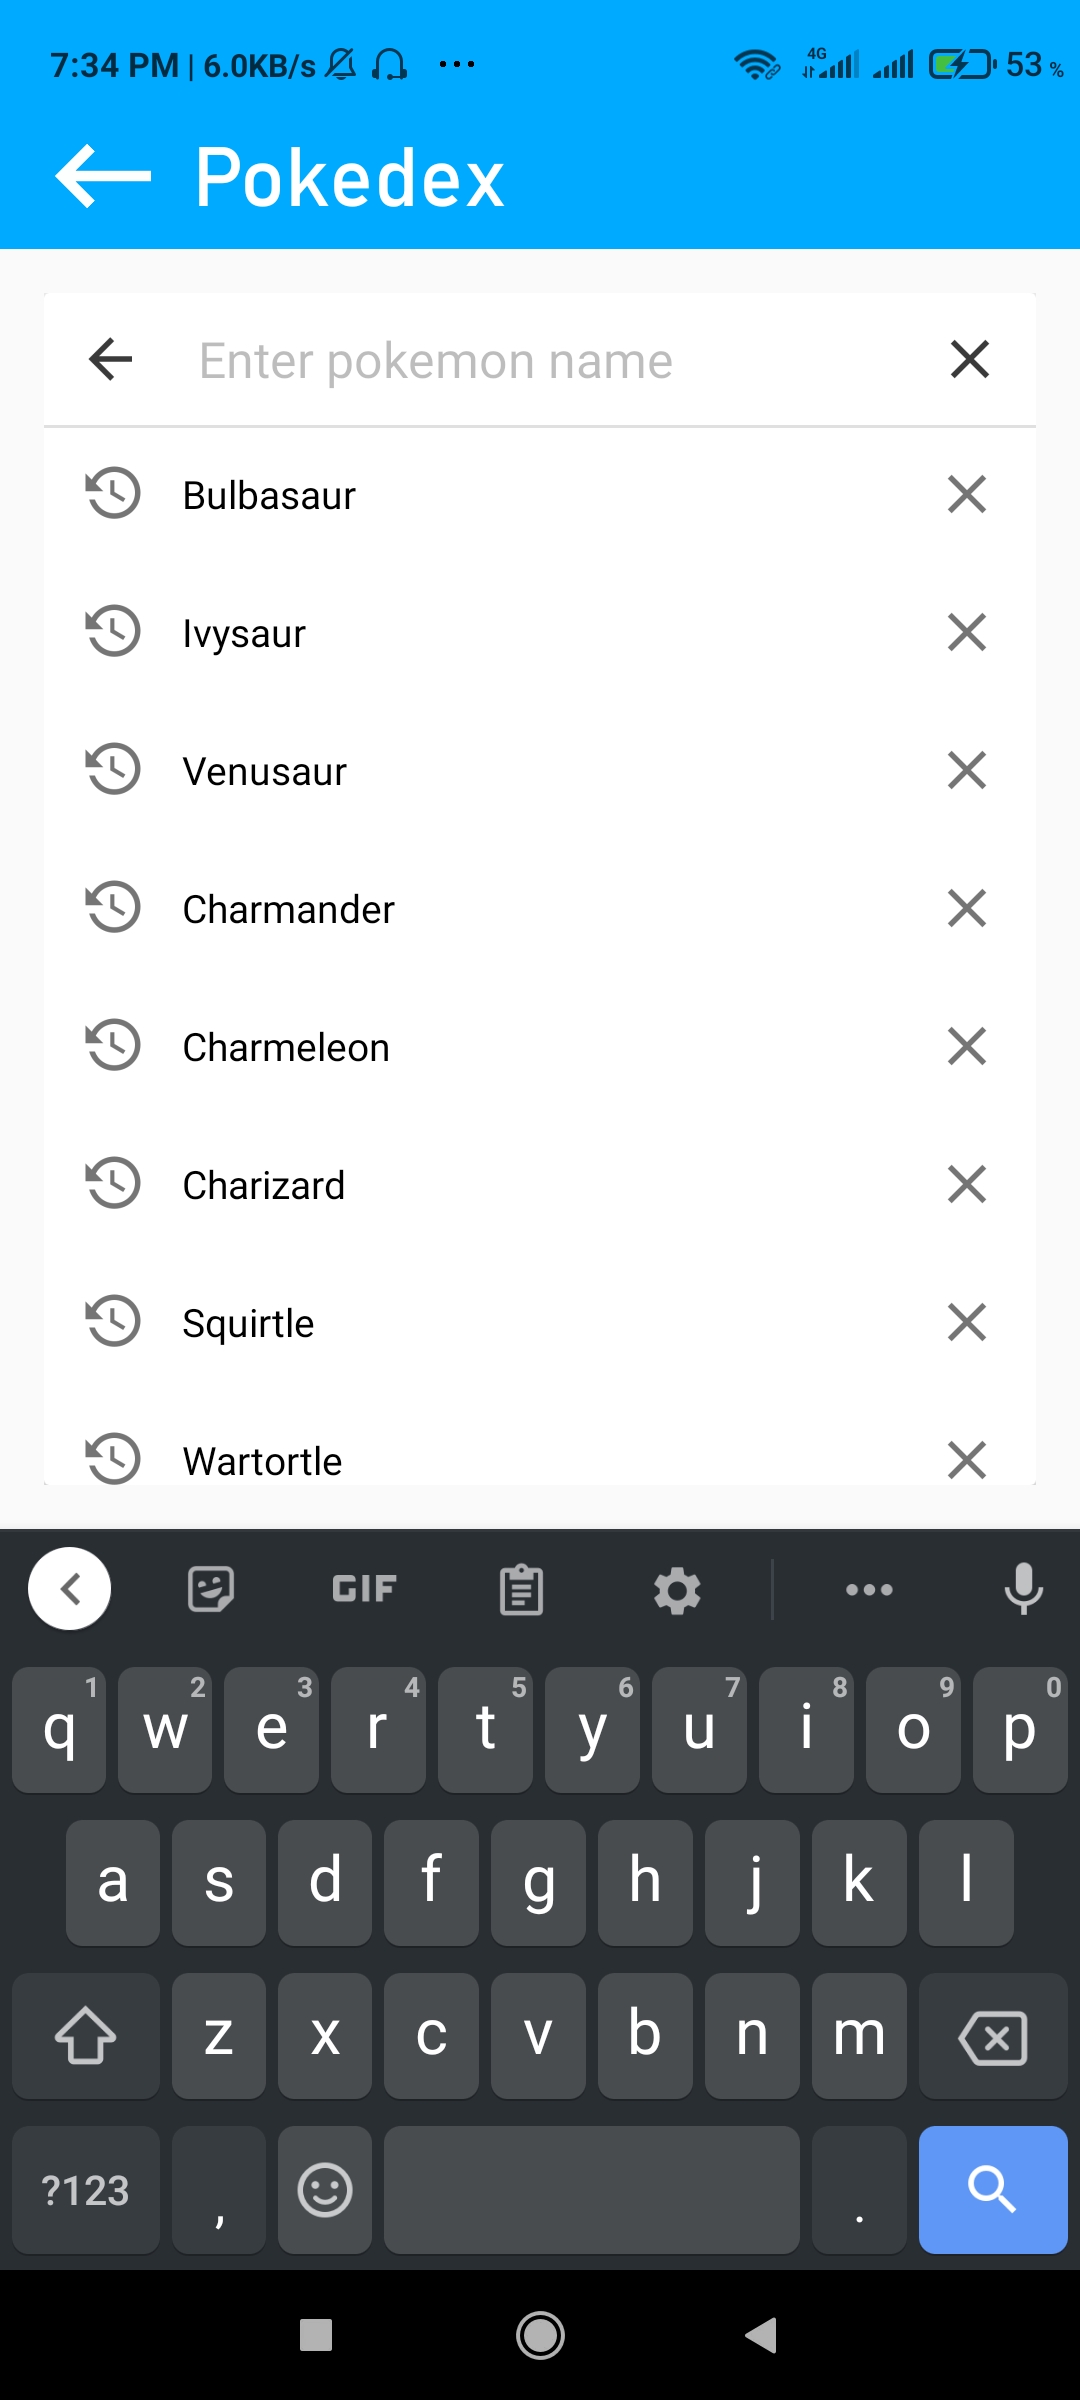 7:34 PM | 6.0KB/s ... 4G 53 %
Pokedex
Enter pokemon name
Bulbasaur
Ivysaur
Venusaur
Charmander
Charmeleon
Charizard
Squirtle
Wartortle
GIF
1 2 3 4 5 6 7 8 9 0
q w e r t y u i o p
a s d f g h j k l
z x c v b n m
?123 , .